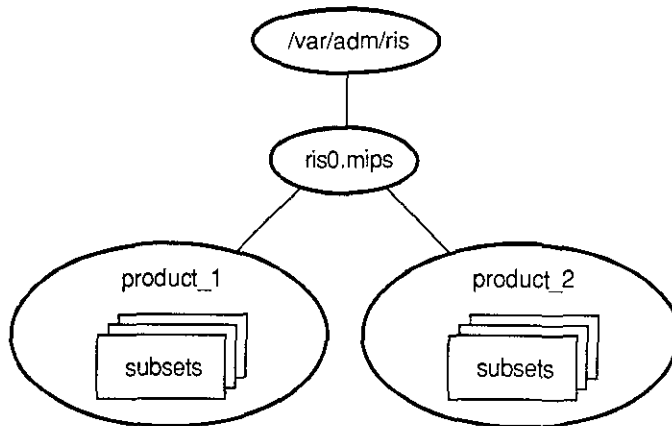 /var/adm/ris
ris0.mips
product_1
product_2
subsets
subsets